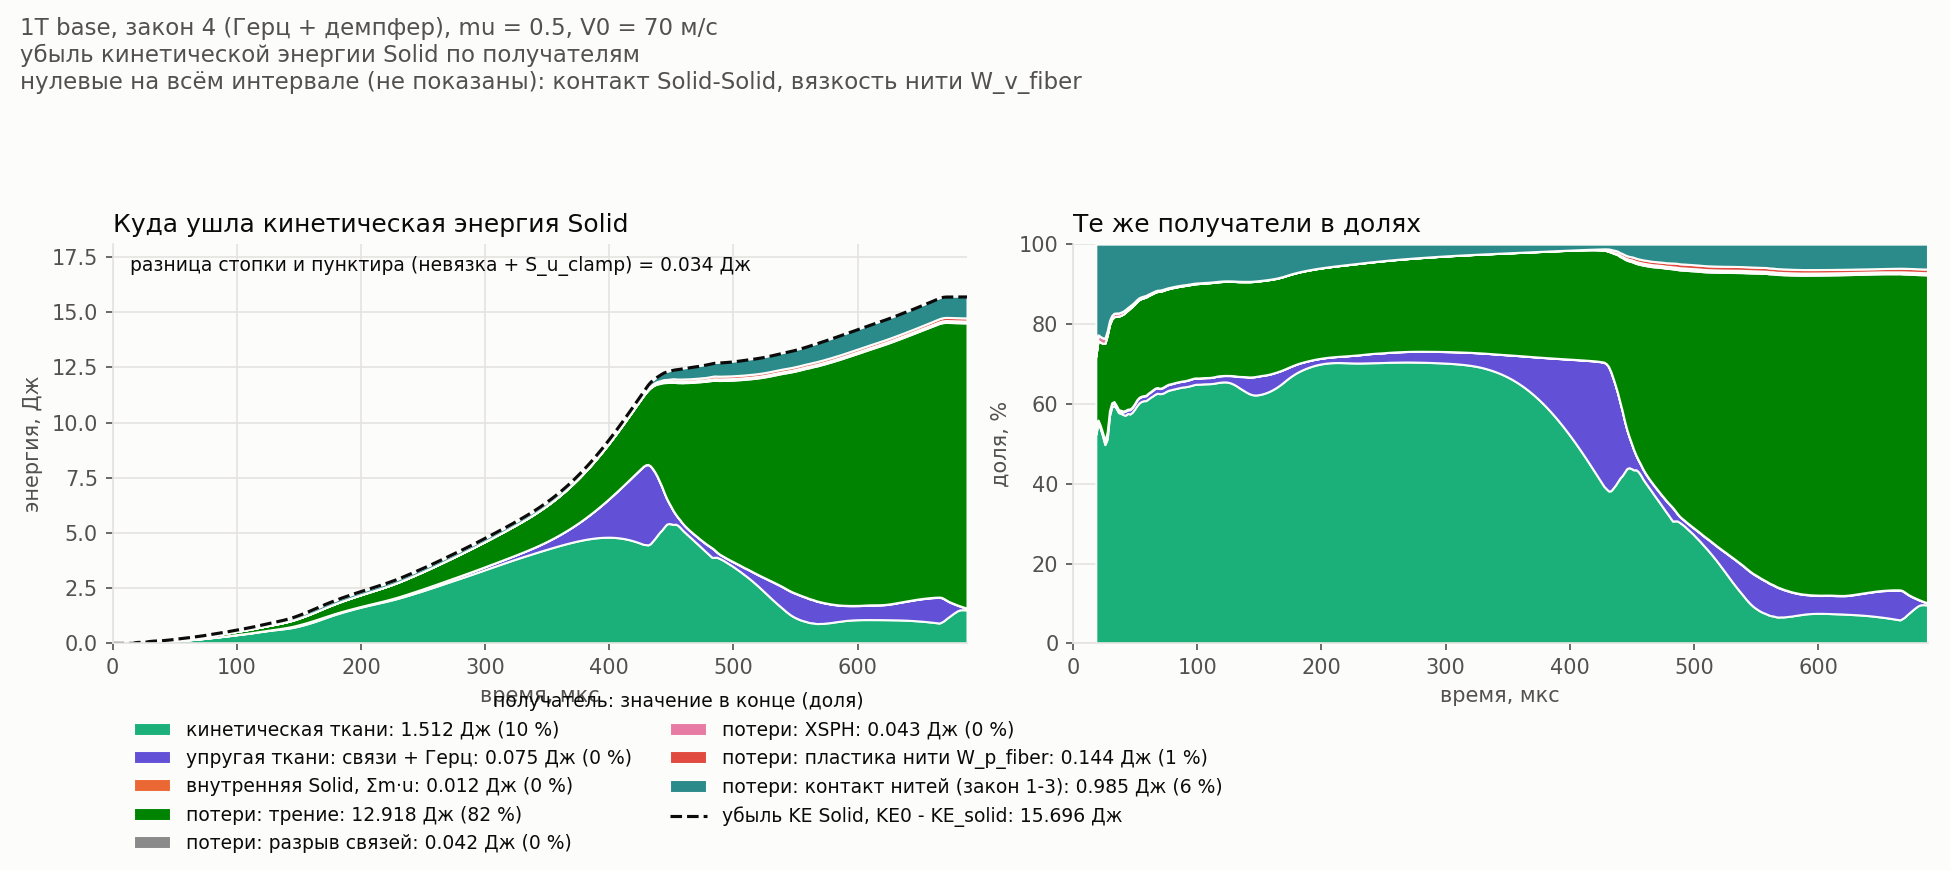 1T base, закон 4 (Герц + демпфер), mu = 0.5, V0 = 70 м/с
убыль кинетической энергии Solid по получателям
нулевые на всём интервале (не показаны): контакт Solid-Solid, вязкость нити W_v_fiber
Куда ушла кинетическая энергия Solid
разница стопки и пунктира (невязка + S_u_clamp) = 0.034 Дж
энергия, Дж
17.5
15.0
12.5
10.0
7.5
5.0
2.5
0.0
0 100 200 300 400 500 600
время, мкс
Те же получатели в долях
доля, %
100
80
60
40
20
0
0 100 200 300 400 500 600
время, мкс
получатель: значение в конце (доля)
кинетическая ткани: 1.512 Дж (10 %)
упругая ткани: связи + Герц: 0.075 Дж (0 %)
внутренняя Solid, Σm·u: 0.012 Дж (0 %)
потери: трение: 12.918 Дж (82 %)
потери: разрыв связей: 0.042 Дж (0 %)
потери: XSPH: 0.043 Дж (0 %)
потери: пластика нити W_p_fiber: 0.144 Дж (1 %)
потери: контакт нитей (закон 1-3): 0.985 Дж (6 %)
убыль KE Solid, KE0 - KE_solid: 15.696 Дж